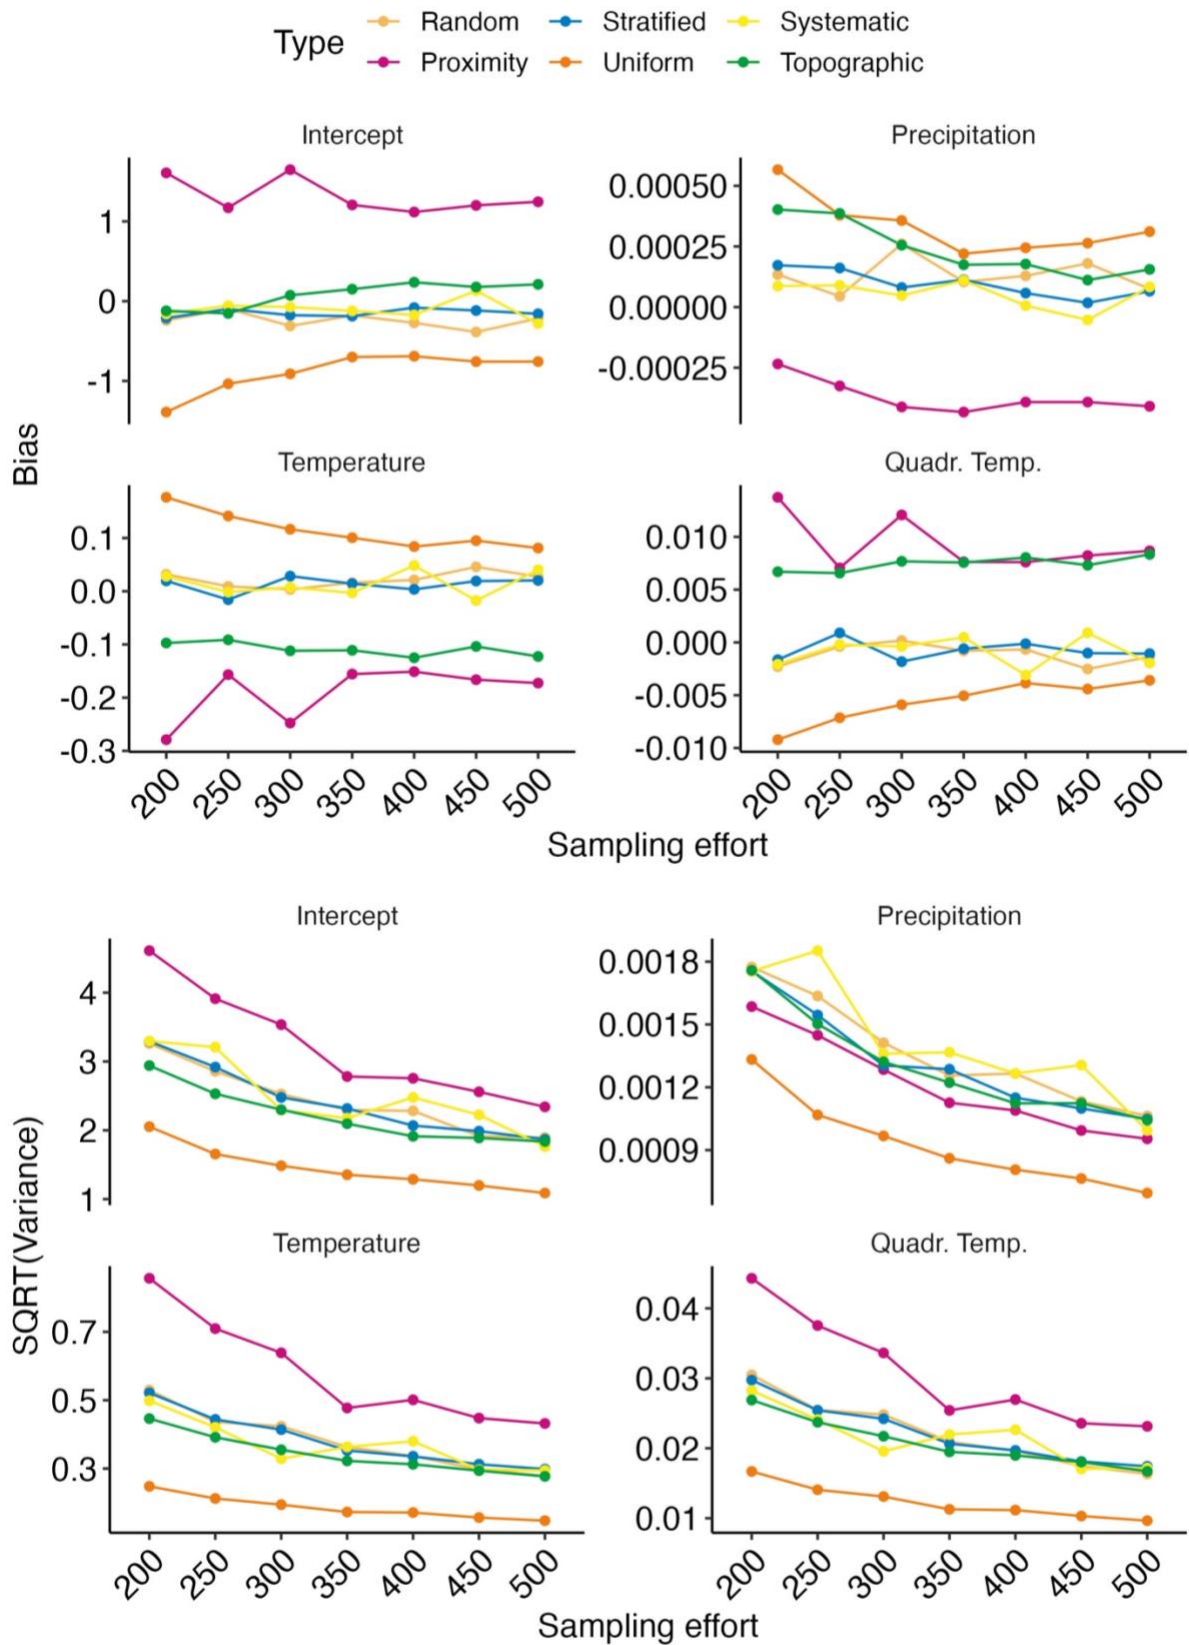 Type
Random
Stratified
Systematic
Proximity
Uniform
Topographic
Intercept
Precipitation
1
0
-1
0.00050
0.00025
0.00000
-0.00025
Bias
Temperature
Quadr. Temp.
0.1
0.0
-0.1
-0.2
-0.3
0.010
0.005
0.000
-0.005
-0.010
200 250 300 350 400 450 500
200 250 300 350 400 450 500
Sampling effort
Intercept
Precipitation
4
3
2
1
0.0018
0.0015
0.0012
0.0009
SQRT(Variance)
Temperature
Quadr. Temp.
0.7
0.5
0.3
0.04
0.03
0.02
0.01
200 250 300 350 400 450 500
200 250 300 350 400 450 500
Sampling effort